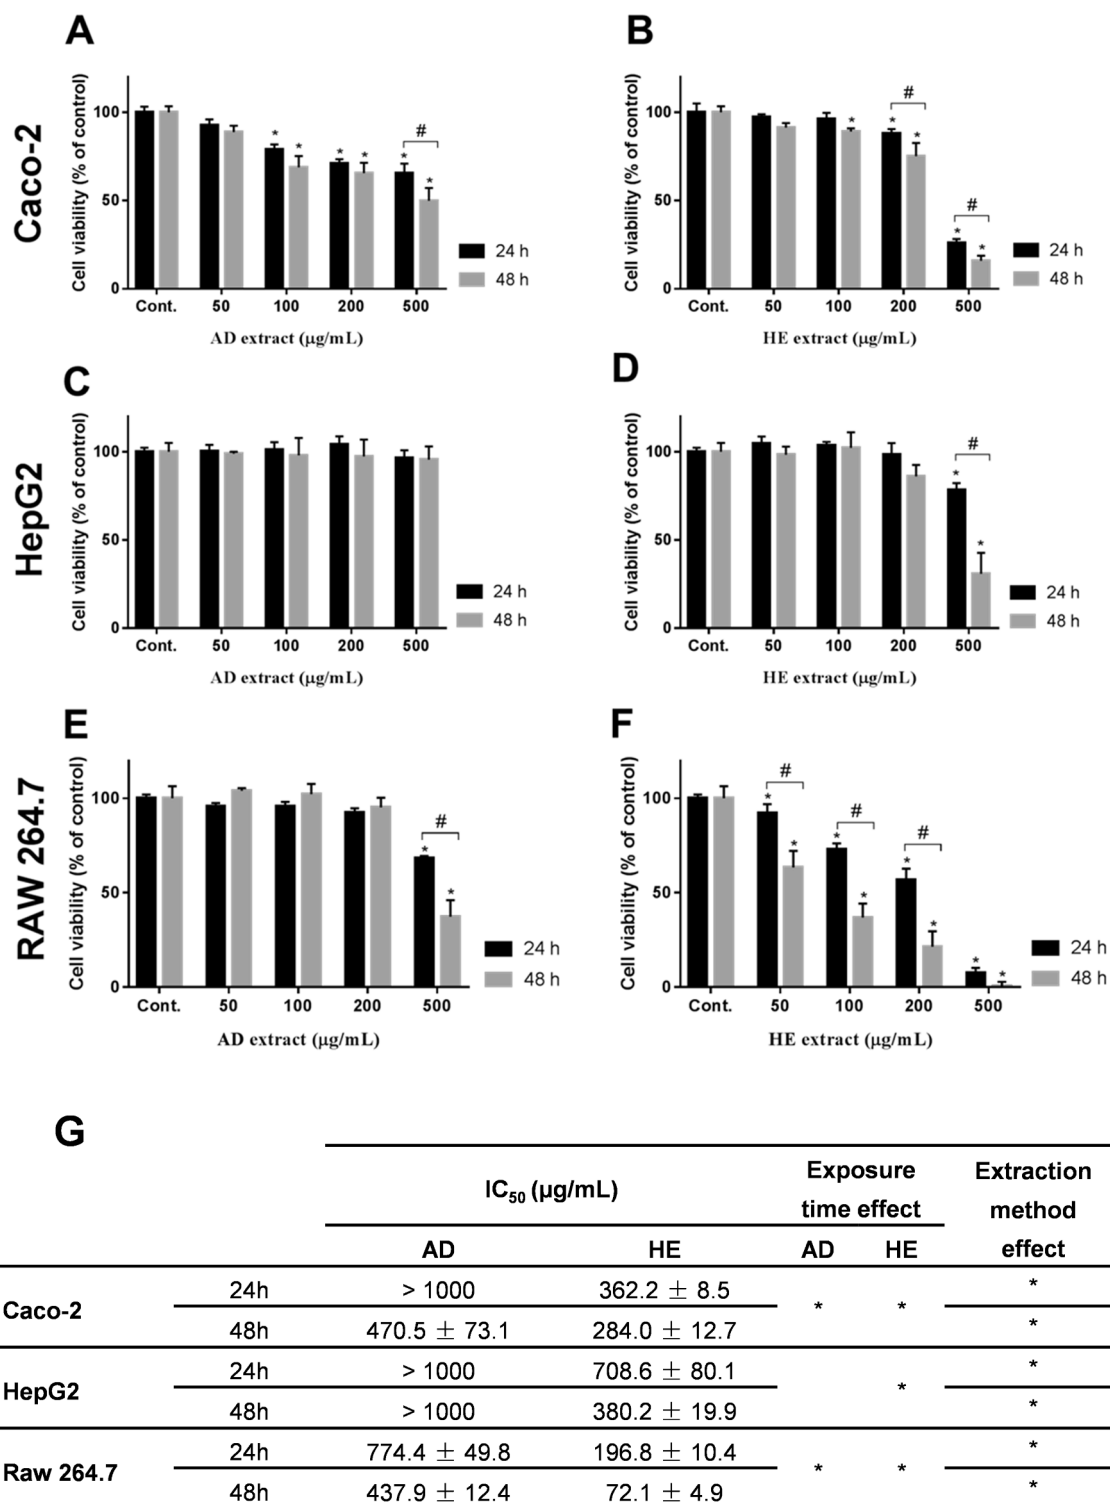 A
Caco-2
Cell viability (% of control)
100
50
0
*
*
*
*
*
*
#
Cont. 50 100 200 500
AD extract (μg/mL)
24 h
48 h
B
Cell viability (% of control)
100
50
0
*
*
*
#
*
*
#
Cont. 50 100 200 500
HE extract (μg/mL)
24 h
48 h
C
HepG2
Cell viability (% of control)
100
50
0
Cont. 50 100 200 500
AD extract (μg/mL)
24 h
48 h
D
Cell viability (% of control)
100
50
0
*
*
#
Cont. 50 100 200 500
HE extract (μg/mL)
24 h
48 h
E
RAW 264.7
Cell viability (% of control)
100
50
0
*
*
#
Cont. 50 100 200 500
AD extract (μg/mL)
24 h
48 h
F
Cell viability (% of control)
100
50
0
*
*
#
*
*
#
*
*
#
*
*
Cont. 50 100 200 500
HE extract (μg/mL)
24 h
48 h
G
IC50 (μg/mL) Exposure time effect Extraction method effect
AD HE AD HE
Caco-2 24h > 1000 362.2 ± 8.5 * * *
48h 470.5 ± 73.1 284.0 ± 12.7 *
HepG2 24h > 1000 708.6 ± 80.1 * *
48h > 1000 380.2 ± 19.9 *
Raw 264.7 24h 774.4 ± 49.8 196.8 ± 10.4 * * *
48h 437.9 ± 12.4 72.1 ± 4.9 *